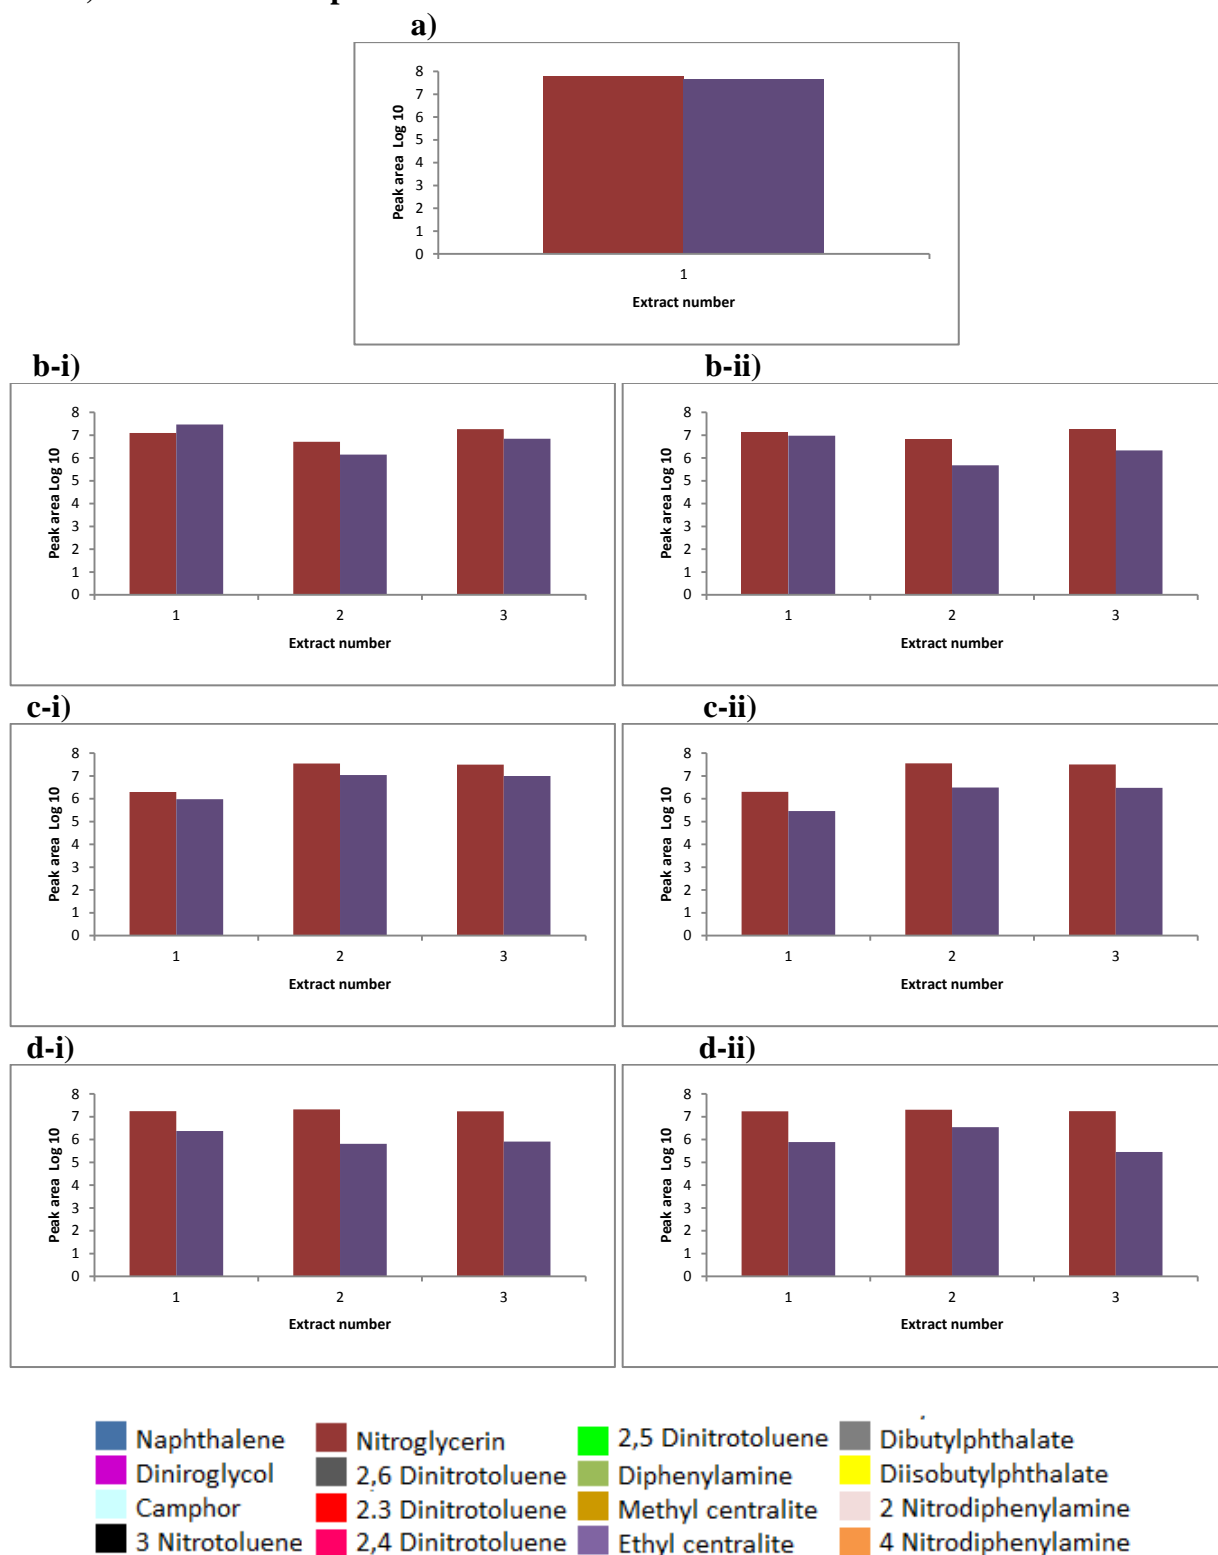 a)
8
7
6
5
4
3
2
1
0
Peak area Log 10
1
Extract number
b-i)
b-ii)
8
7
6
5
4
3
2
1
0
Peak area Log 10
1 2 3
Extract number
8
7
6
5
4
3
2
1
0
Peak area Log 10
1 2 3
Extract number
c-i)
c-ii)
8
7
6
5
4
3
2
1
0
Peak area Log 10
1 2 3
Extract number
8
7
6
5
4
3
2
1
0
Peak area Log 10
1 2 3
Extract number
d-i)
d-ii)
8
7
6
5
4
3
2
1
0
Peak area Log 10
1 2 3
Extract number
8
7
6
5
4
3
2
1
0
Peak area Log 10
1 2 3
Extract number
Naphthalene Nitroglycerin 2,5 Dinitrotoluene Dibutylphthalate
Diniroglycol 2,6 Dinitrotoluene Diphenylamine Diisobutylphthalate
Camphor 2.3 Dinitrotoluene Methyl centralite 2 Nitrodiphenylamine
3 Nitrotoluene 2,4 Dinitrotoluene Ethyl centralite 4 Nitrodiphenylamine